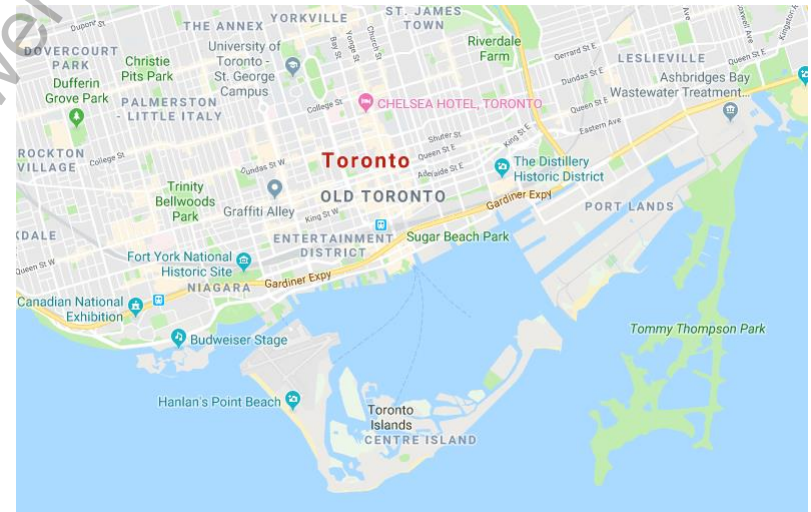 THE ANNEX
YORKVILLE
ST. JAMES
TOWN
Dupont St
DOVERCOURT
PARK
Christie
Pits Park
University of
Toronto -
St. George
Campus
Bay St
Yonge St
Church St
Riverdale
Farm
Gerrard St E
LESLIEVILLE
Queen St E
Kingston
Dundas St E
Ashbridges Bay
Wastewater Treatment...
Dufferin
Grove Park
PALMERSTON
- LITTLE ITALY
College St
CHELSEA HOTEL, TORONTO
Queen St E
Eastern Ave
Shuter St
King St E
ROCKTON
VILLAGE
College St
Dundas St W
Toronto
Queen St E
Adelaide St E
The Distillery
Historic District
Trinity
Bellwoods
Park
Graffiti Alley
OLD TORONTO
Gardiner Expy
PORT LANDS
King St W
KDALE
ENTERTAINMENT
DISTRICT
Sugar Beach Park
Queen St W
Fort York National
Historic Site
NIAGARA
Gardiner Expy
Canadian National
Exhibition
Budweiser Stage
Tommy Thompson Park
Hanlan's Point Beach
Toronto
Islands
CENTRE ISLAND